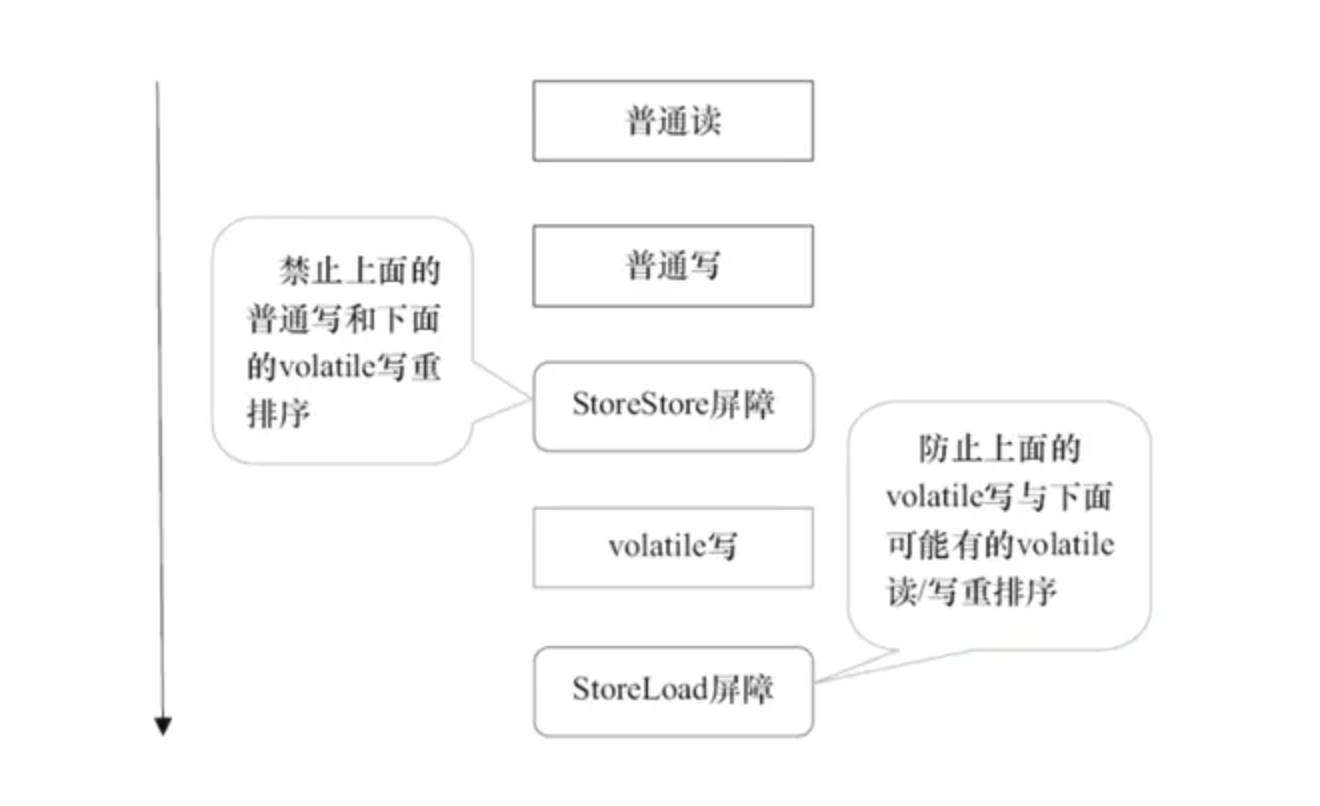 普通读
普通写
禁止上面的
普通写和下面
的volatile写重
排序
StoreStore屏障
volatile写
防止上面的
volatile写与下面
可能有的volatile
读/写重排序
StoreLoad屏障